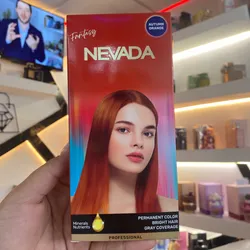 AUTUMN
ORANGE
Fantasy
NEVADA
Minerals
Nutrients
PERMANENT COLOR
BRIGHT HAIR
GRAY COVERAGE
PROFESSIONAL